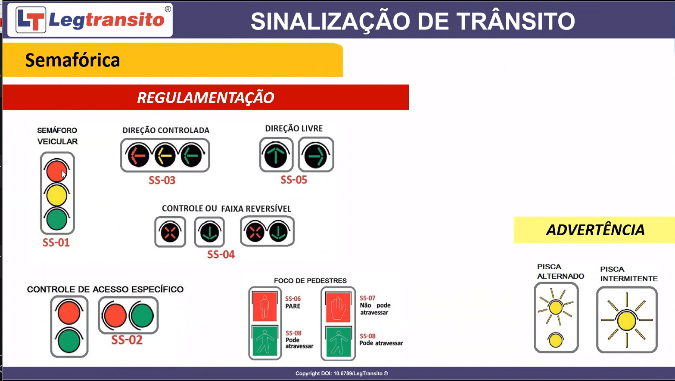 LT Legtransito®
SINALIZAÇÃO DE TRÂNSITO
Semafórica
REGULAMENTAÇÃO
SEMÁFORO
VEICULAR
SS-01
DIREÇÃO CONTROLADA
SS-03
DIREÇÃO LIVRE
SS-05
CONTROLE OU FAIXA REVERSÍVEL
SS-04
CONTROLE DE ACESSO ESPECÍFICO
SS-02
FOCO DE PEDESTRES
SS-06
PARE
SS-08
Pode
atravessar
SS-07
Não pode
atravessar
SS-08
Pode atravessar
ADVERTÊNCIA
PISCA
ALTERNADO
PISCA
INTERMITENTE
Copyright DOI: 10.6789/LegTransito ®